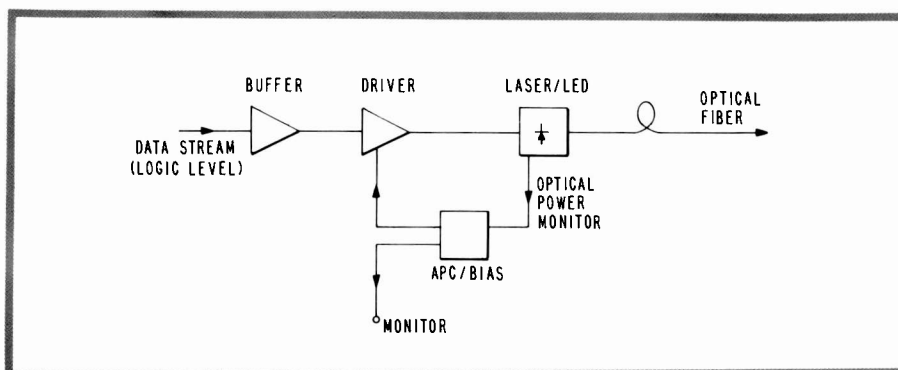 BUFFER
DRIVER
LASER/LED
OPTICAL
FIBER
DATA STREAM
(LOGIC LEVEL)
OPTICAL
POWER
MONITOR
APC/BIAS
MONITOR